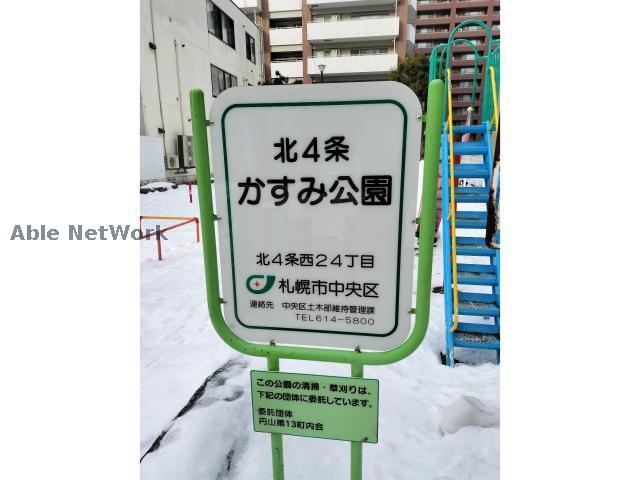 北4条
かすみ公園
北4条西24丁目
札幌市中央区
連絡先 中央区土木部維持管理課
TEL614-5800
この公園の清掃・草刈りは、
下記の団体に委託しています。
委託団体
円山第13町内会
Able NetWork